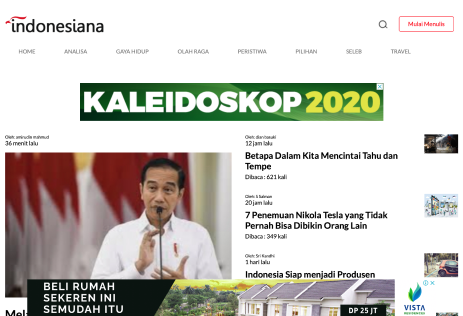 indonesiana
Mulai Menulis
HOME ANALISA GAYA HIDUP OLAH RAGA PERISTIWA PILIHAN SELEB TRAVEL
KALEIDOSKOP 2020
Oleh: amirudin mahmud
36 menit lalu
Oleh: dian basuki
12 jam lalu
Betapa Dalam Kita Mencintai Tahu dan
Tempe
Dibaca : 621 kali
20 jam lalu
7 Penemuan Nikola Tesla yang Tidak
Pernah Bisa Dibikin Orang Lain
Dibaca : 349 kali
Oleh: Sri Kandhi
1 hari lalu
Indonesia Siap menjadi Produsen
BELI RUMAH
SEKEREN INI
SEMUDAH ITU
DP 25 JT
VISTA